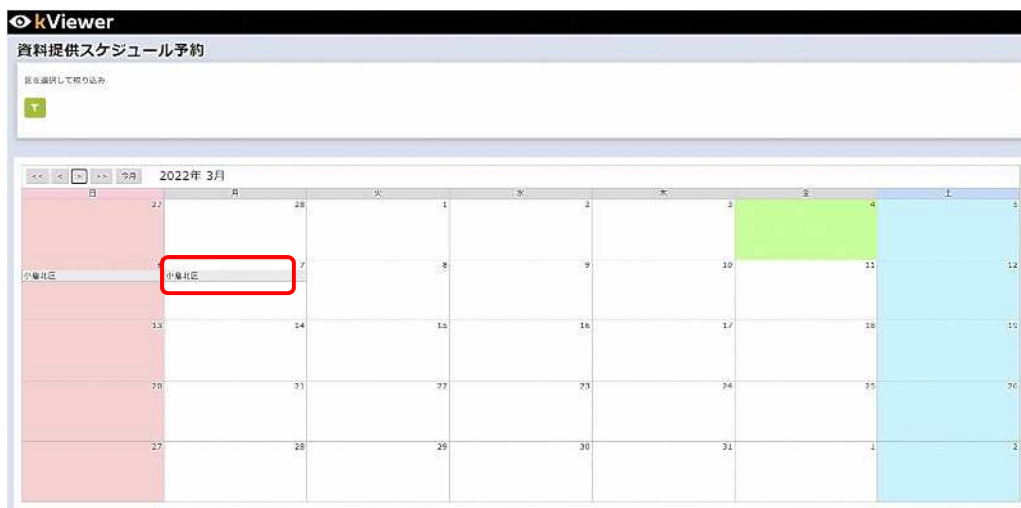 kViewer
資料提供スケジュール予約
区を選択して絞り込み
<< < > >> 今月 2022年 3月
日 月 火 水 木 金 土
27 28 1 2 3 4 5
6 7 8 9 10 11 12
小倉北区 小倉北区
13 14 15 16 17 18 19
20 21 22 23 24 25 26
27 28 29 30 31 1 2